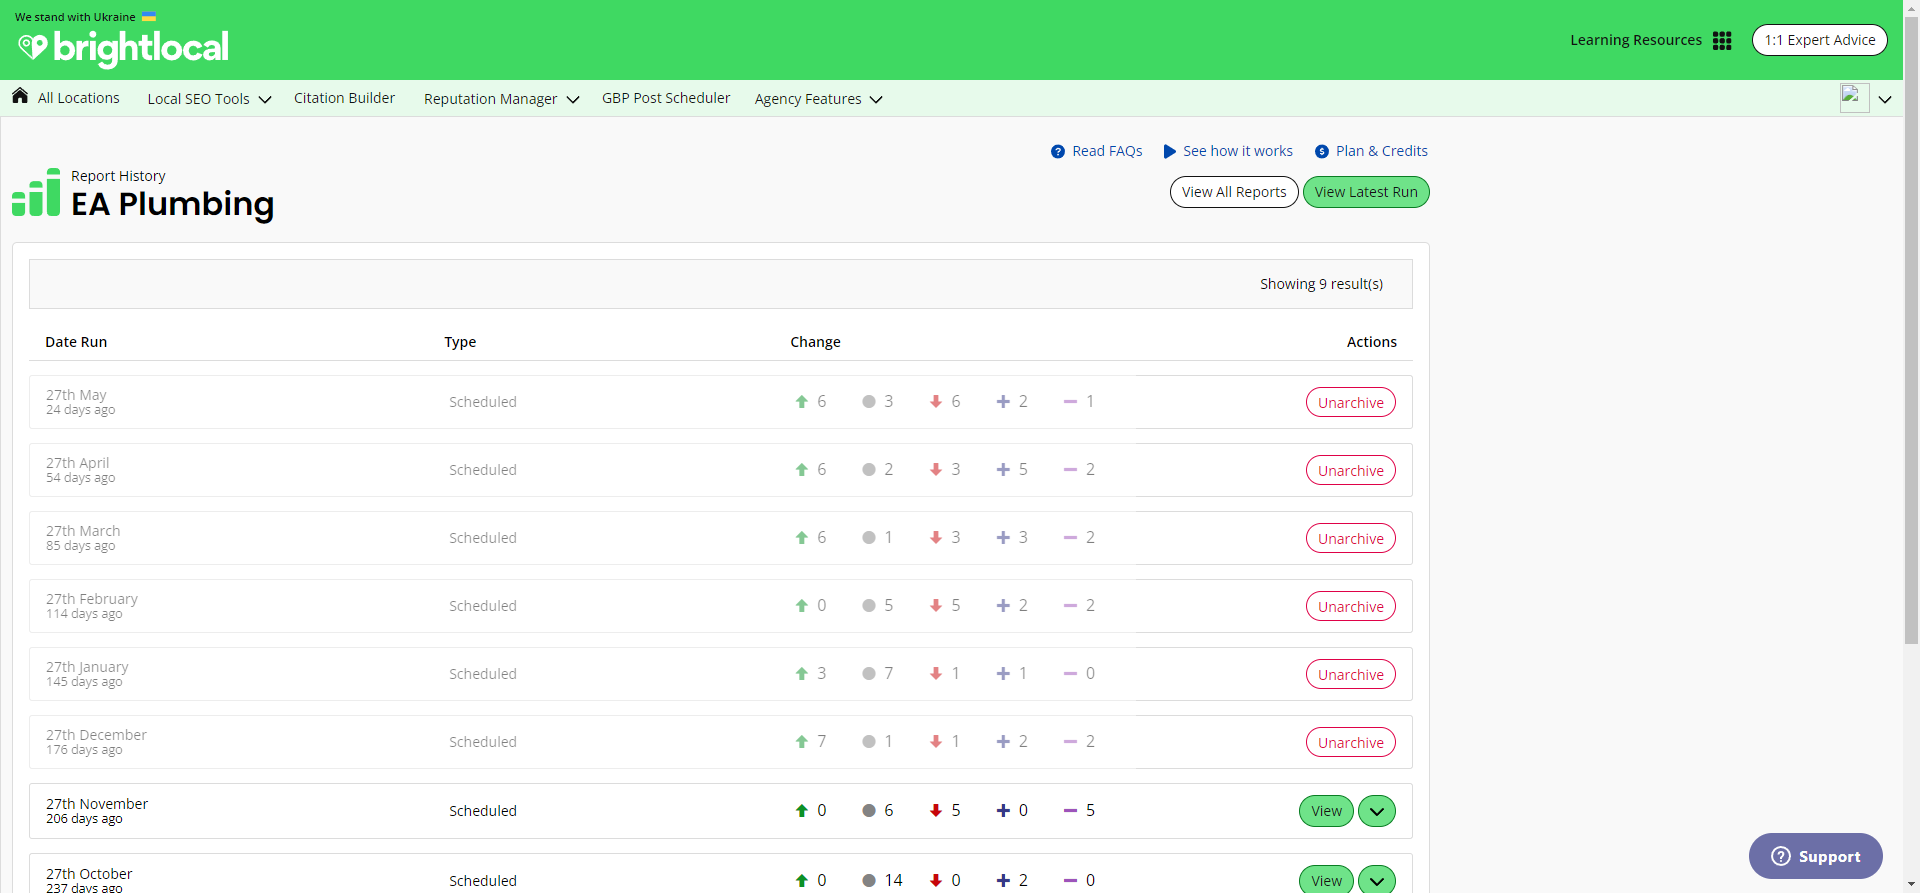 We stand with Ukraine
brightlocal
Learning Resources
1:1 Expert Advice
All Locations
Local SEO Tools
Citation Builder
Reputation Manager
GBP Post Scheduler
Agency Features
Read FAQs
See how it works
Plan & Credits
Report History
EA Plumbing
View All Reports
View Latest Run
Showing 9 result(s)
Date Run Type Change Actions
27th May
24 days ago
Scheduled 6 3 6 2 1 Unarchive
27th April
54 days ago
Scheduled 6 2 3 5 2 Unarchive
27th March
85 days ago
Scheduled 6 1 3 3 2 Unarchive
27th February
114 days ago
Scheduled 0 5 5 2 2 Unarchive
27th January
145 days ago
Scheduled 3 7 1 1 0 Unarchive
27th December
176 days ago
Scheduled 7 1 1 2 2 Unarchive
27th November
206 days ago
Scheduled 0 6 5 0 5 View
27th October
237 days ago
Scheduled 0 14 0 2 0 View
Support